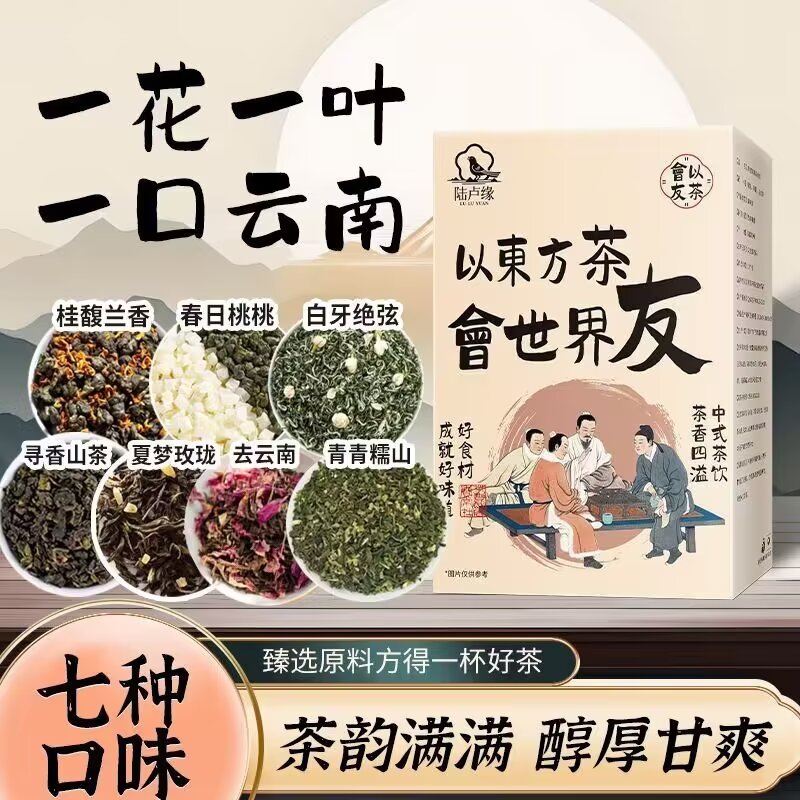 一花一叶
一口云南
陆卢缘
LU LU YUAN
以茶
會友
以東方茶
會世界友
桂馥兰香
春日桃桃
白牙绝弦
寻香山茶
夏梦玫珑
去云南
青青糯山
好食材
成就好味道
中式茶饮
茶香四溢
*图片仅供参考
臻选原料方得一杯好茶
七种
口味
茶韵满满 醇厚甘爽